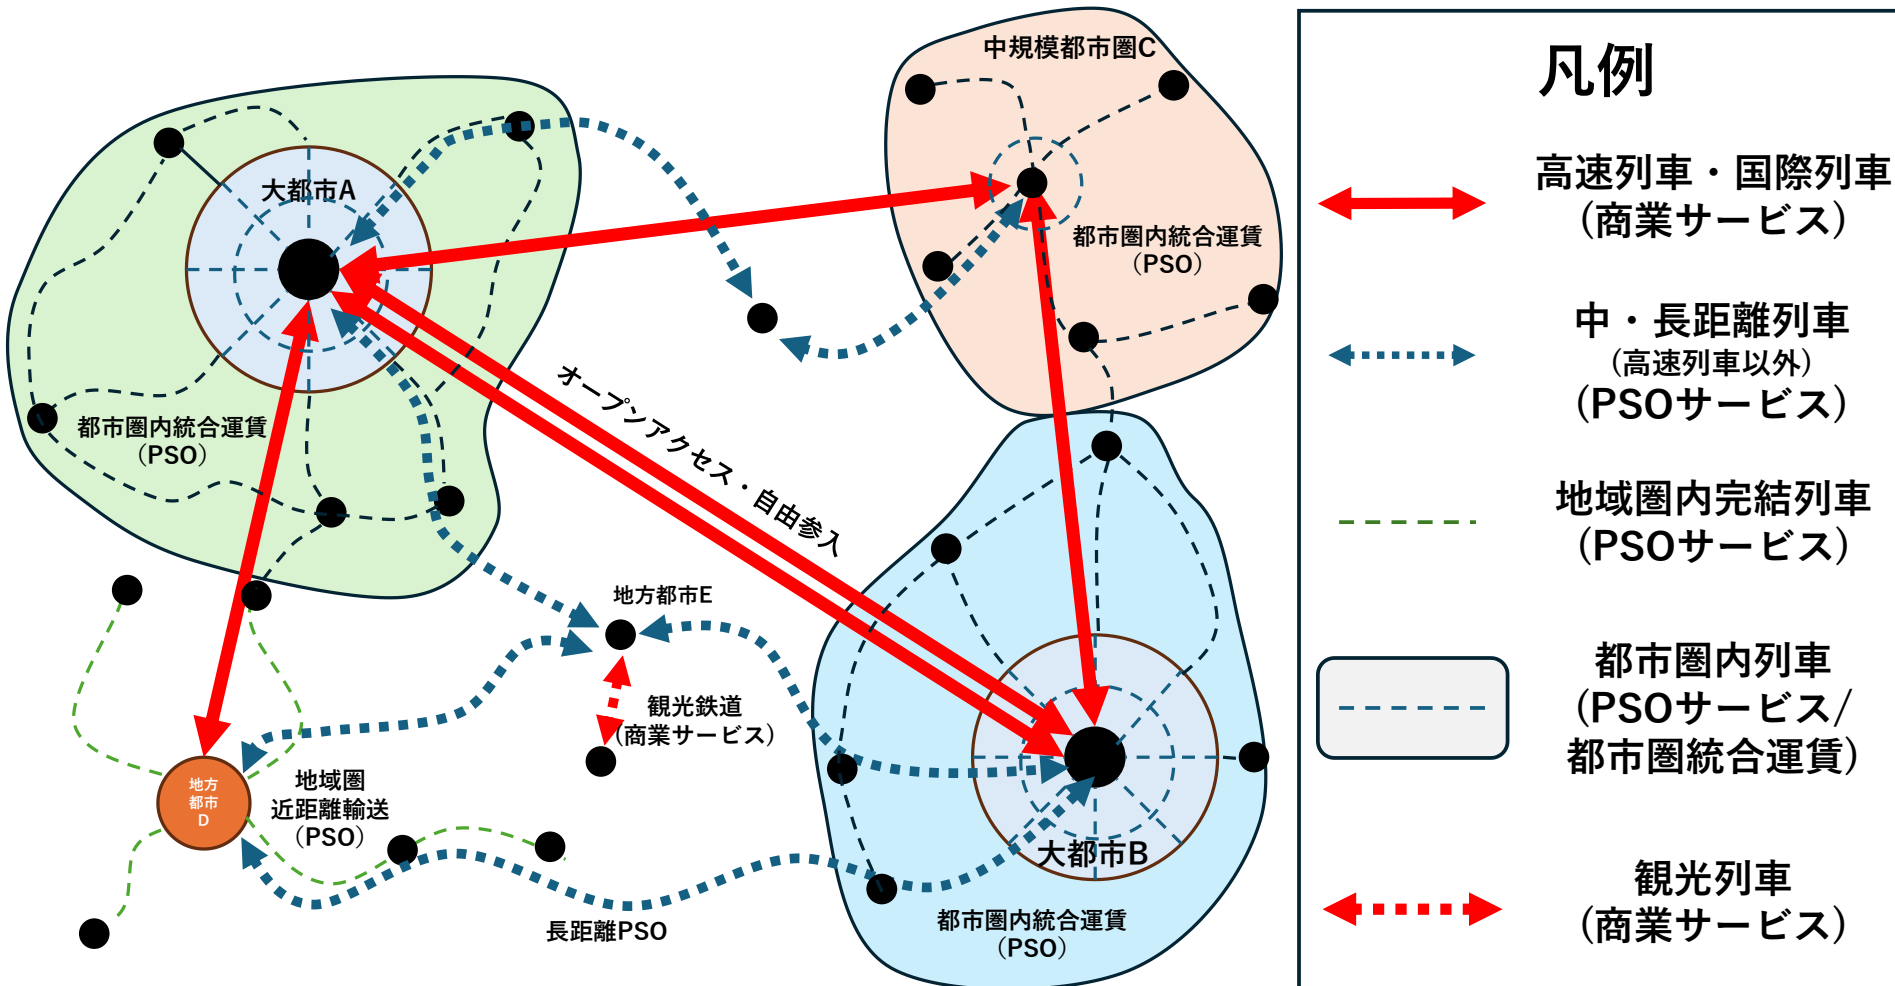 中規模都市圏C
大都市A
都市圏内統合運賃
（PSO）
都市圏内統合運賃
（PSO）
オープンアクセス・自由参入
地方都市E
観光鉄道
（商業サービス）
地方
都市
D
地域圏
近距離輸送
（PSO）
長距離PSO
大都市B
都市圏内統合運賃
（PSO）
凡例
高速列車・国際列車
（商業サービス）
中・長距離列車
（高速列車以外）
（PSOサービス）
地域圏内完結列車
（PSOサービス）
都市圏内列車
（PSOサービス/
都市圏統合運賃）
観光列車
（商業サービス）